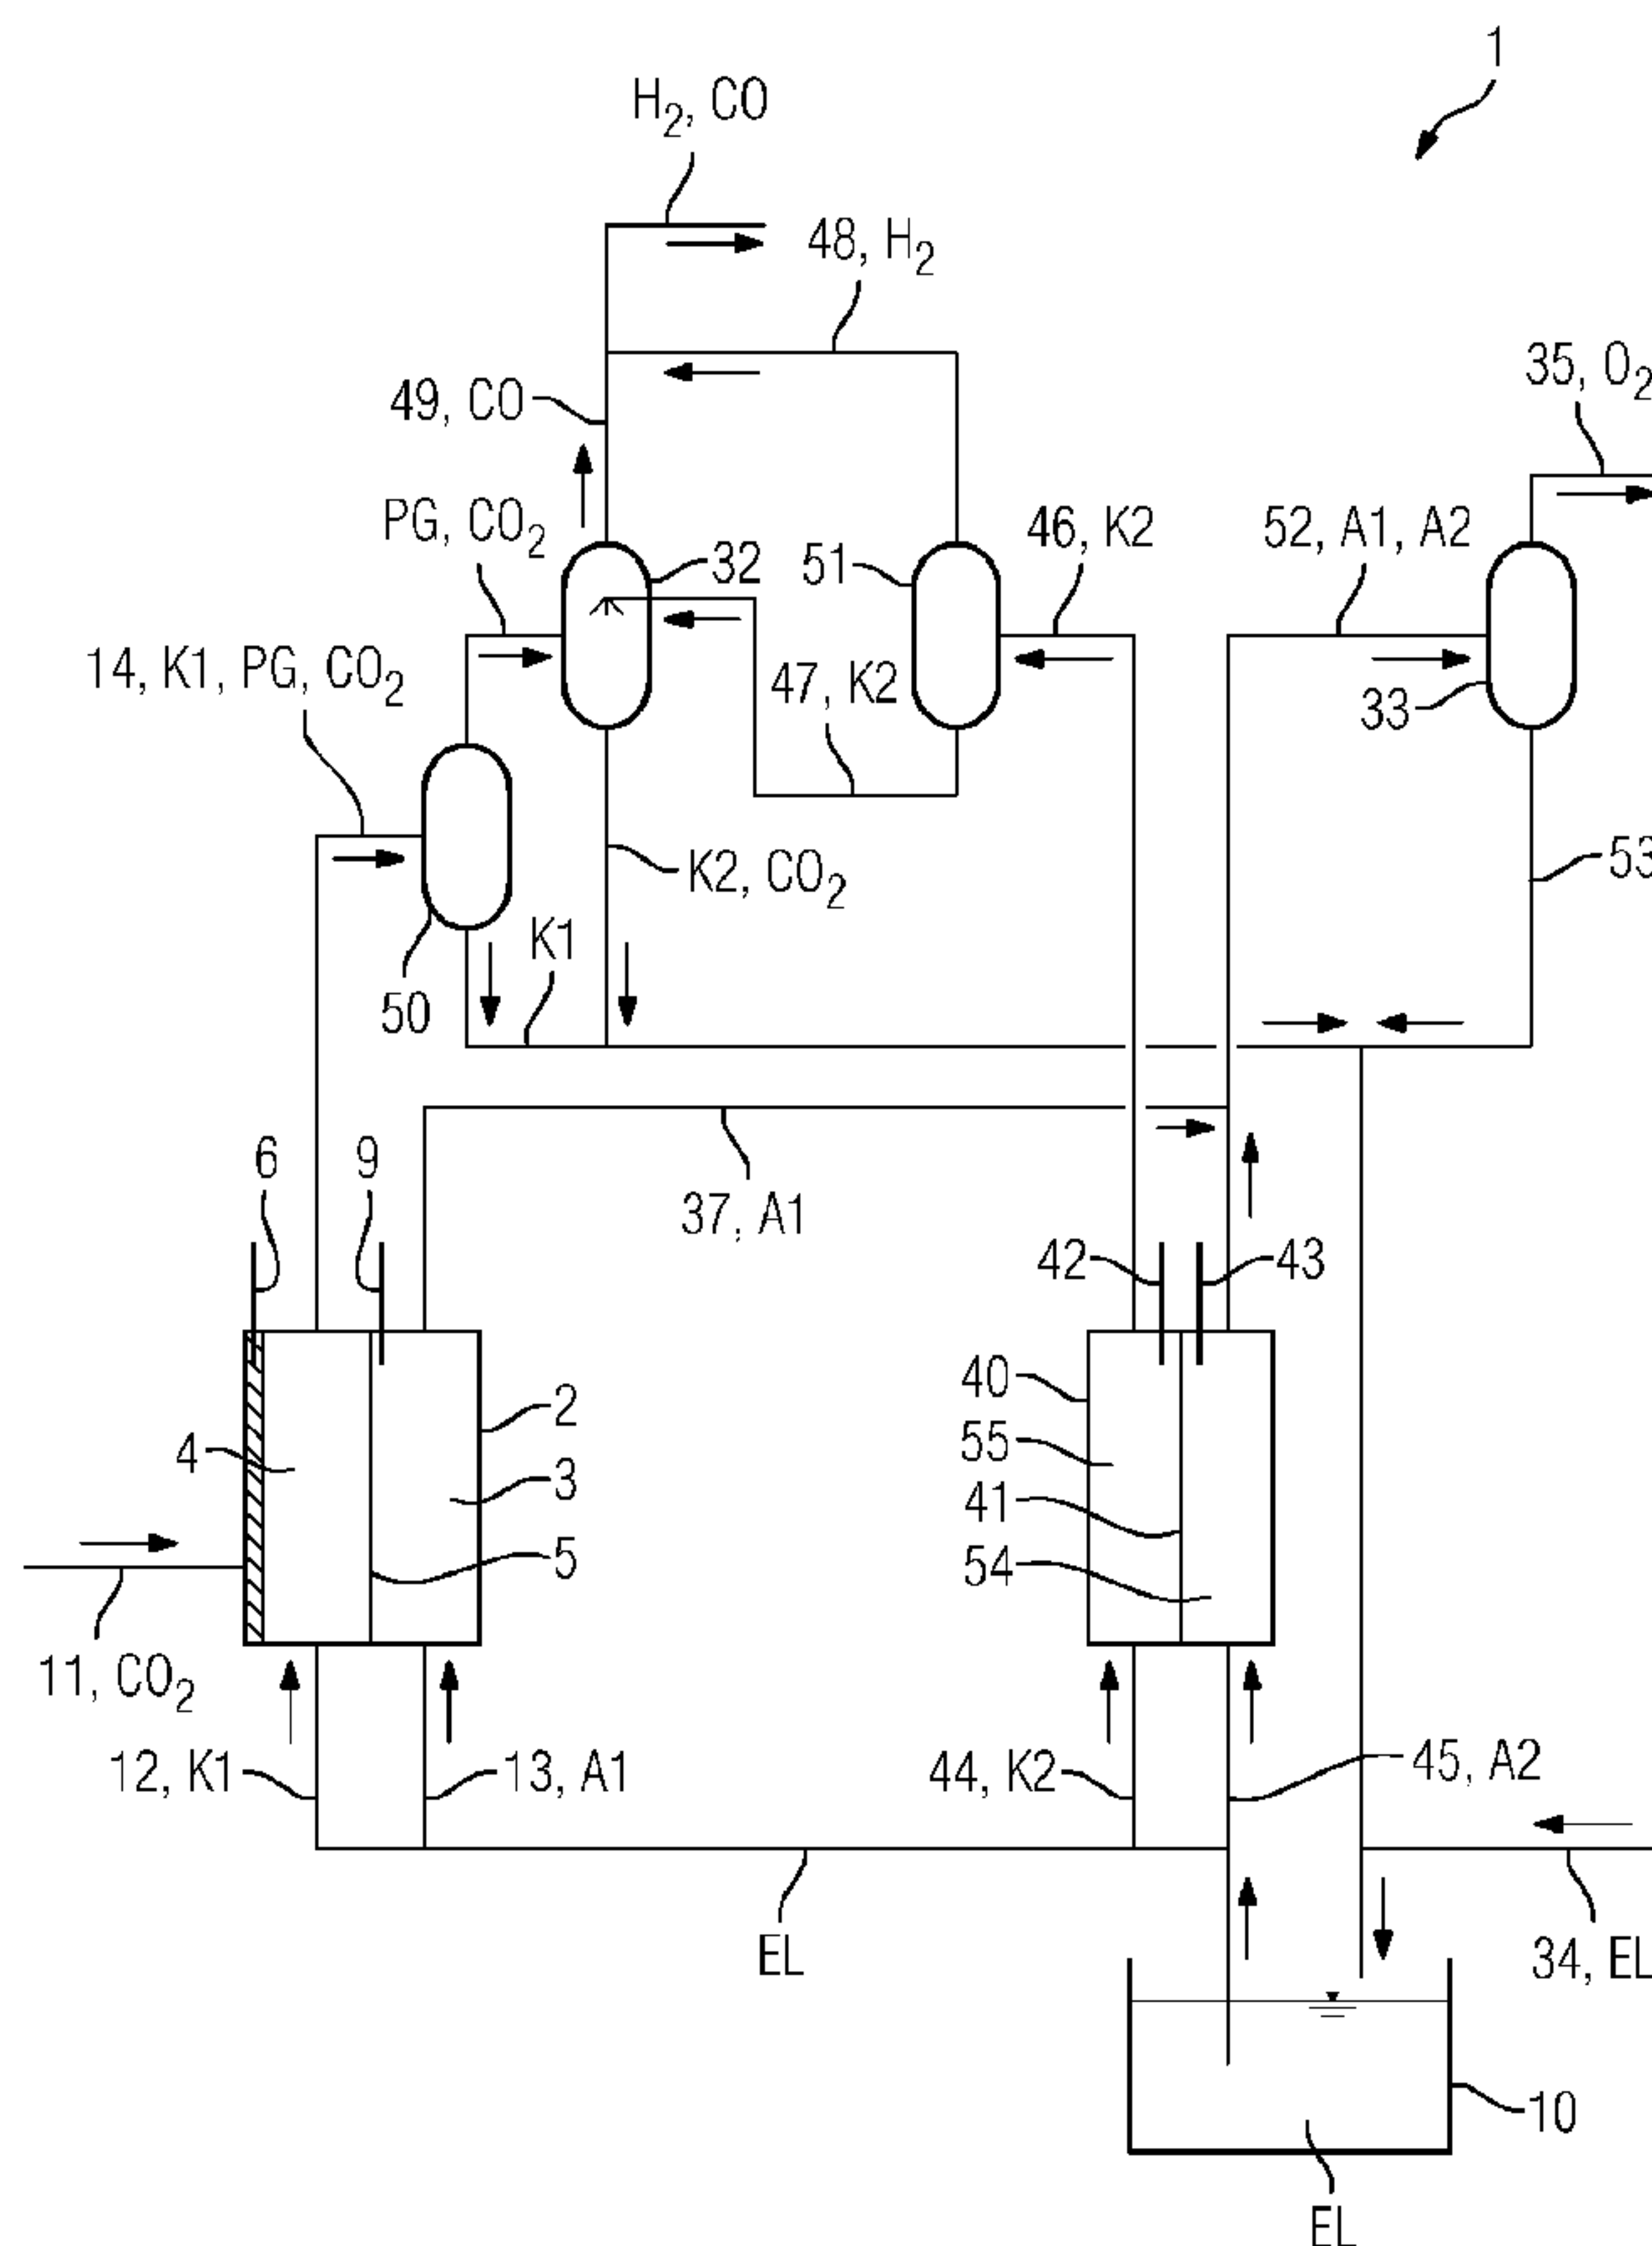 1
H2, CO
48, H2
35, O2
49, CO
PG, CO2
32
51
46, K2
52, A1, A2
14, K1, PG, CO2
47, K2
33
K2, CO2
53
K1
50
6
9
37, A1
42
43
2
40
4
55
3
41
5
54
11, CO2
12, K1
13, A1
44, K2
45, A2
EL
34, EL
10
EL